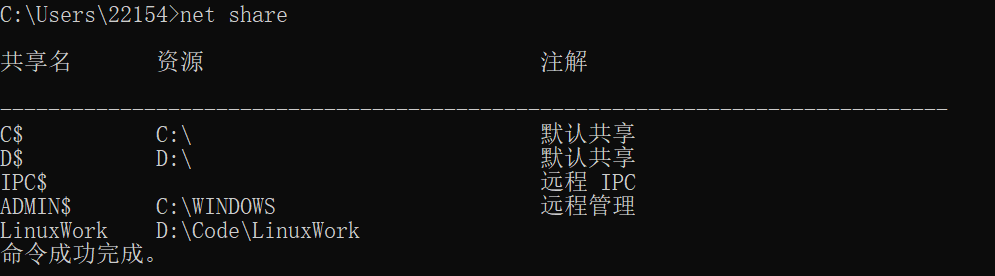 C:\Users\22154>net share
共享名 资源 注解
-------------------------------------------------------------------------------
C$ C:\ 默认共享
D$ D:\ 默认共享
IPC$ 远程 IPC
ADMIN$ C:\WINDOWS 远程管理
LinuxWork D:\Code\LinuxWork
命令成功完成。